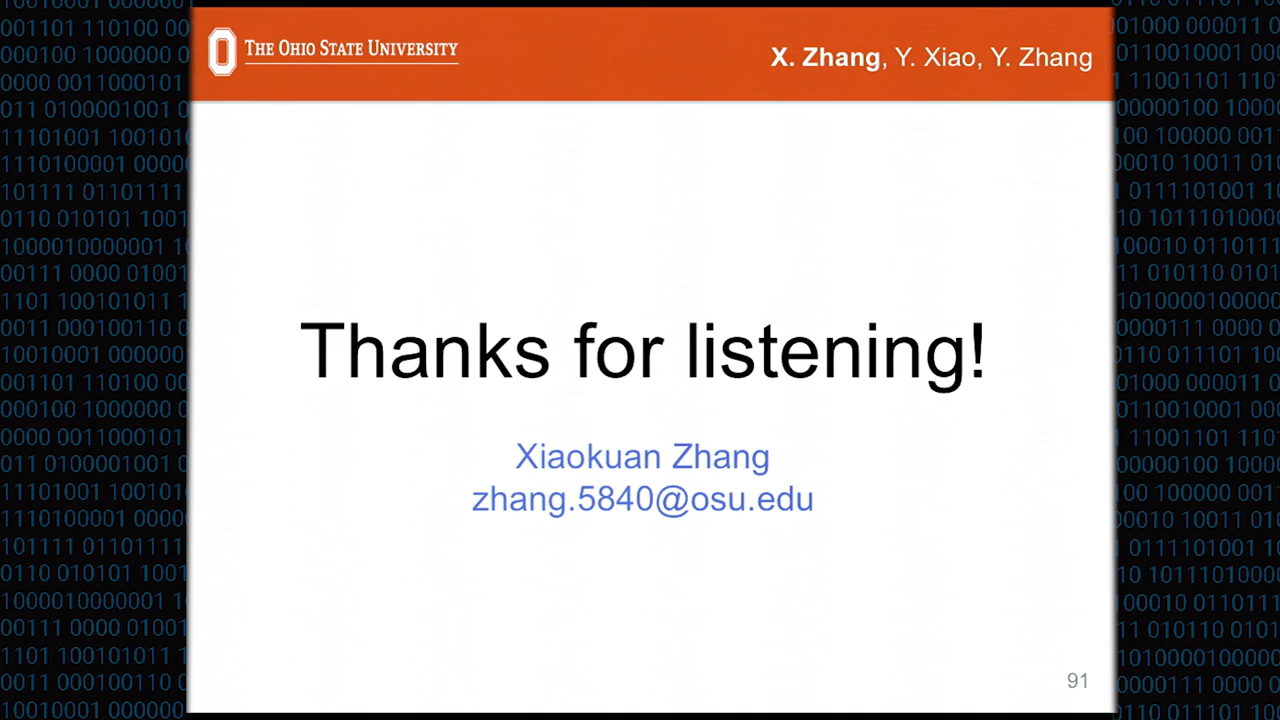 THE OHIO STATE UNIVERSITY
X. Zhang, Y. Xiao, Y. Zhang
Thanks for listening!
Xiaokuan Zhang
zhang.5840@osu.edu
91